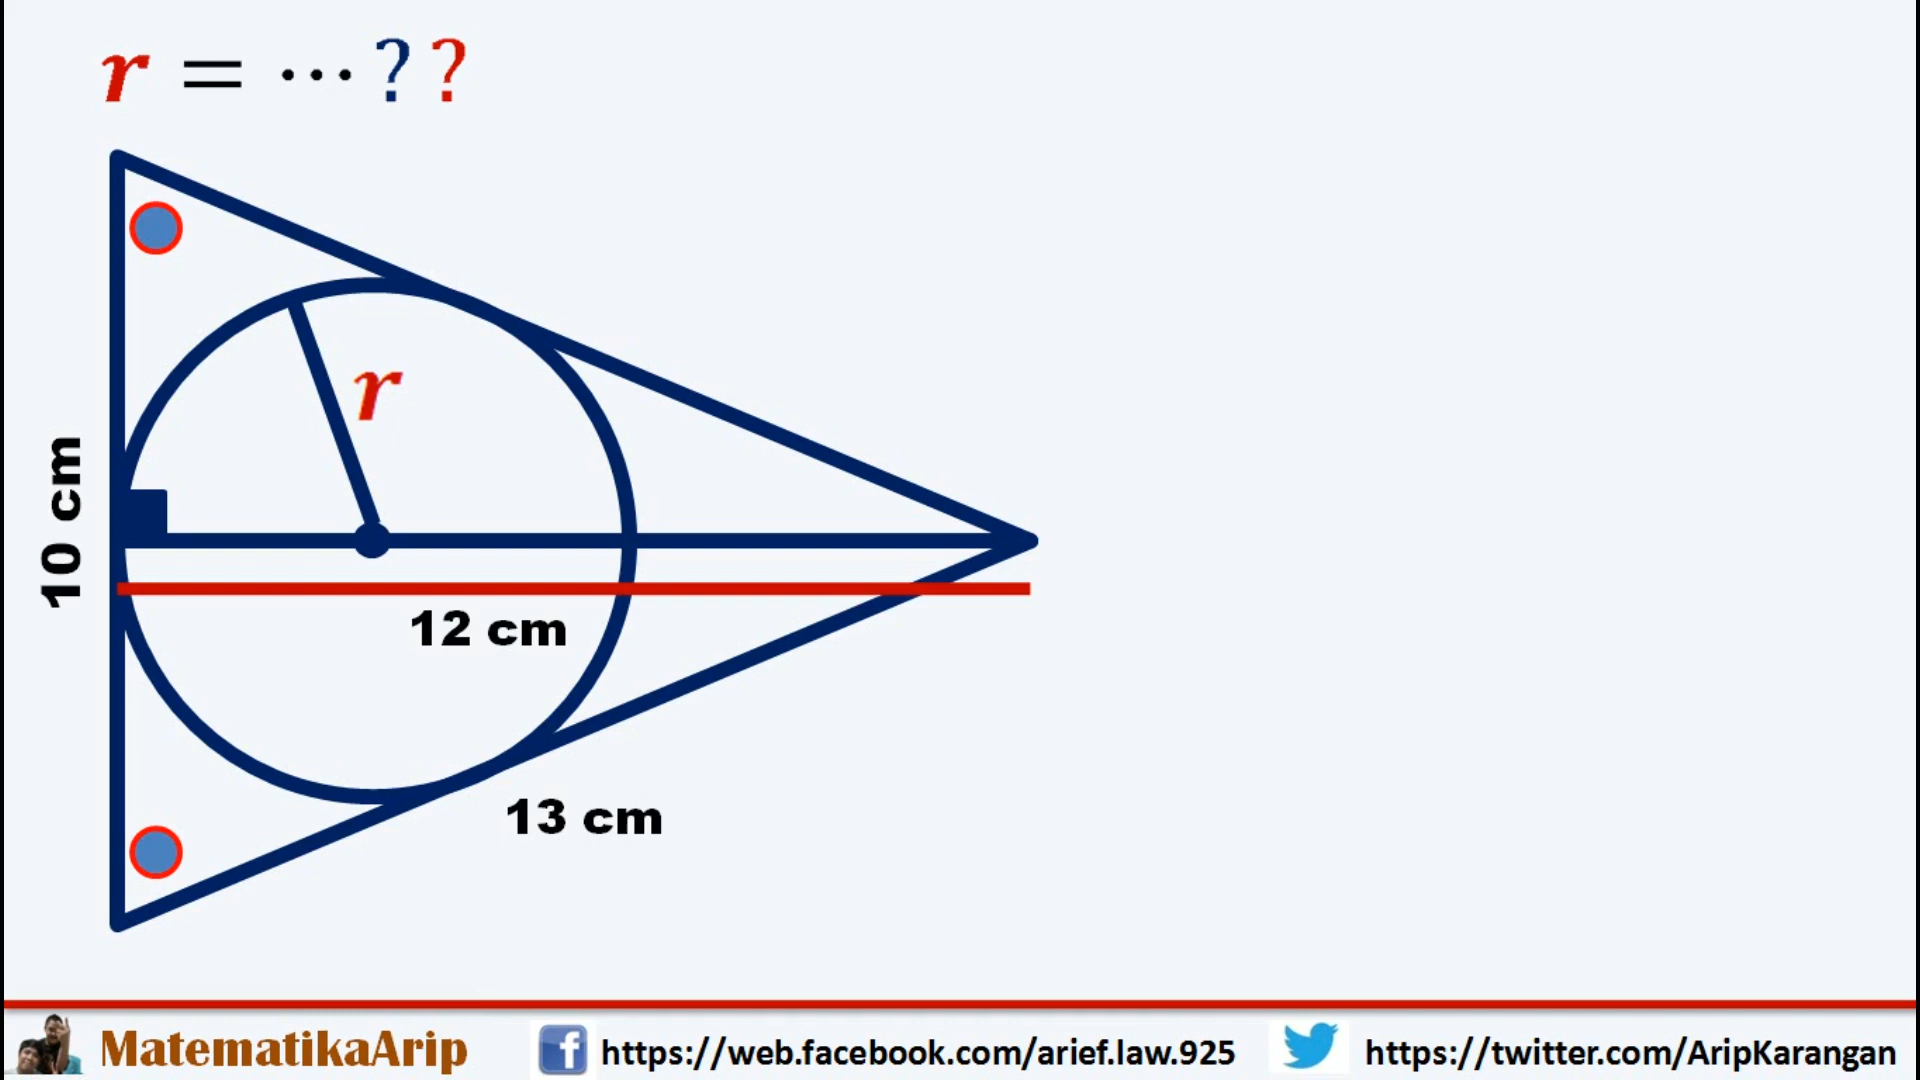 r = ⋯??
r
10 cm
12 cm
13 cm
MatematikaArip
https://web.facebook.com/arief.law.925
https://twitter.com/AripKarangan